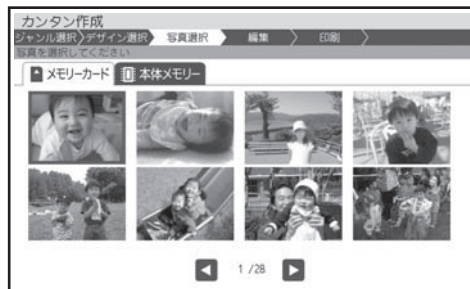 カンタン作成
ジャンル選択 〉デザイン選択 〉 写真選択 〉 編集 〉 印刷 〉
写真を選択してください
メモリーカード 本体メモリー
1 /28